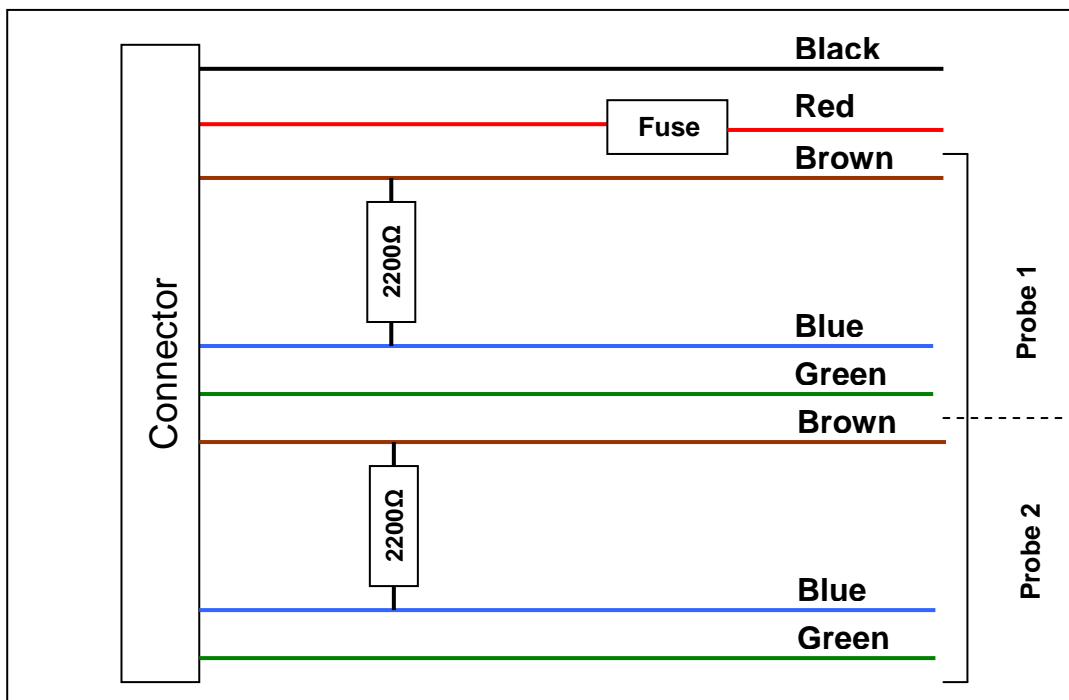 Black
Red
Fuse
Brown
2200Ω
Blue
Green
Probe 1
Connector
Brown
2200Ω
Blue
Green
Probe 2